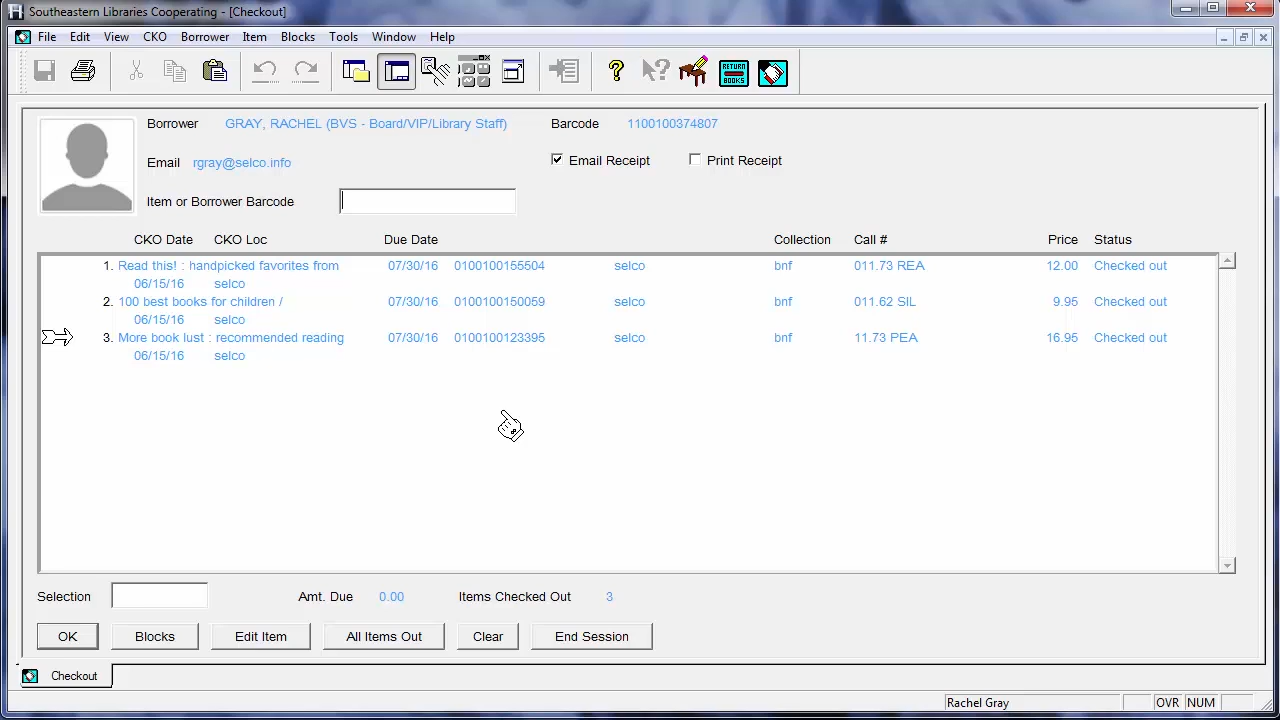 Southeastern Libraries Cooperating - [Checkout]
File Edit View CKO Borrower Item Blocks Tools Window Help
RETURN BOOKS
Borrower GRAY, RACHEL (BVS - Board/VIP/Library Staff) Barcode 1100100374807
Email rgray@selco.info Email Receipt Print Receipt
Item or Borrower Barcode
CKO Date CKO Loc Due Date Collection Call # Price Status
1. Read this! : handpicked favorites from 07/30/16 0100100155504 selco bnf 011.73 REA 12.00 Checked out
06/15/16 selco
2. 100 best books for children / 07/30/16 0100100150059 selco bnf 011.62 SIL 9.95 Checked out
06/15/16 selco
3. More book lust : recommended reading 07/30/16 0100100123395 selco bnf 11.73 PEA 16.95 Checked out
06/15/16 selco
Selection Amt. Due 0.00 Items Checked Out 3
OK Blocks Edit Item All Items Out Clear End Session
Checkout
Rachel Gray OVR NUM